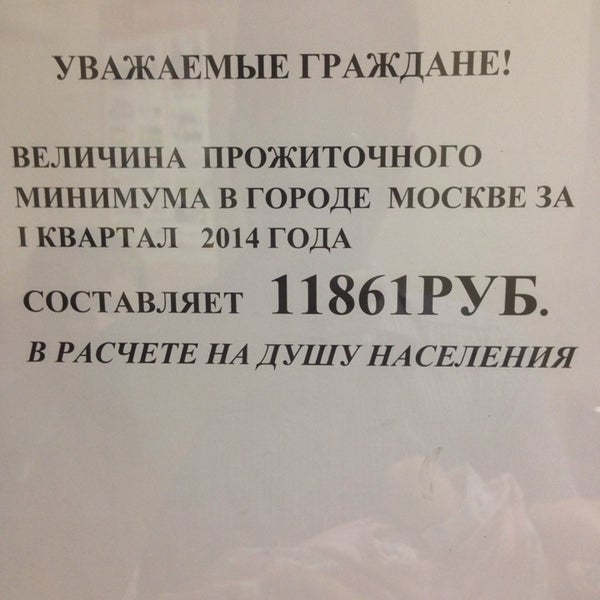 УВАЖАЕМЫЕ ГРАЖДАНЕ!
ВЕЛИЧИНА ПРОЖИТОЧНОГО
МИНИМУМА В ГОРОДЕ МОСКВЕ ЗА
I КВАРТАЛ 2014 ГОДА
СОСТАВЛЯЕТ 11861РУБ.
В РАСЧЕТЕ НА ДУШУ НАСЕЛЕНИЯ